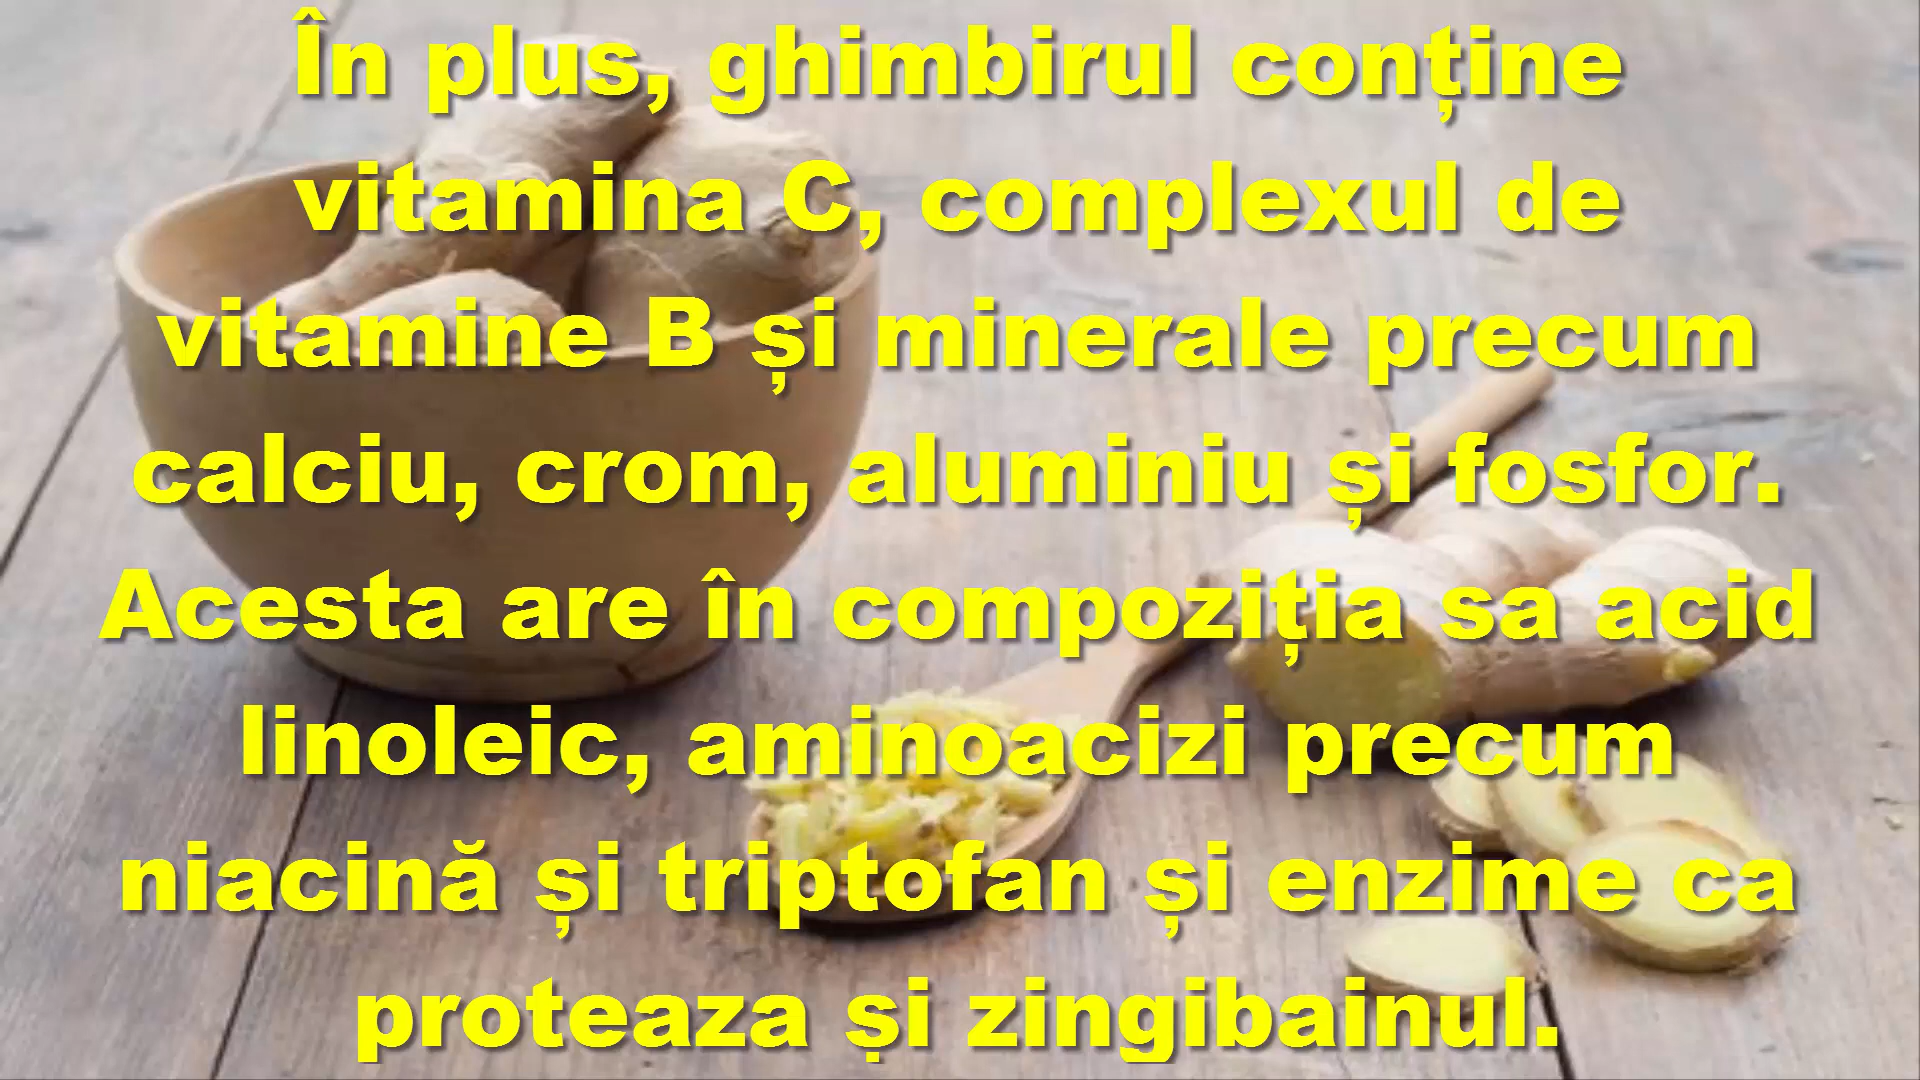 În plus, ghimbirul conține
vitamina C, complexul de
vitamine B și minerale precum
calciu, crom, aluminiu și fosfor.
Acesta are în compoziția sa acid
linoleic, aminoacizi precum
niacină și triptofan și enzime ca
proteaza și zingibainul.